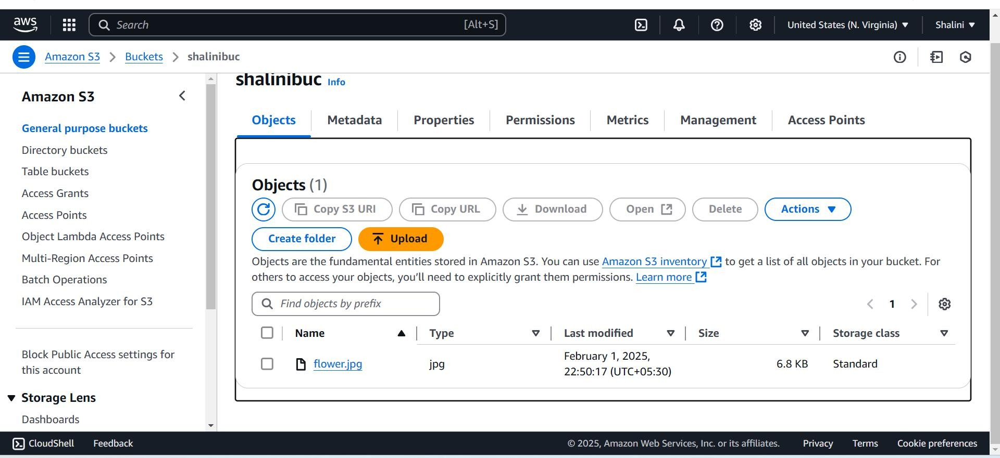 aws
Search [Alt+S]
United States (N. Virginia) Shalini
Amazon S3 Buckets shalinibuc
Amazon S3
General purpose buckets
Directory buckets
Table buckets
Access Grants
Access Points
Object Lambda Access Points
Multi-Region Access Points
Batch Operations
IAM Access Analyzer for S3
Block Public Access settings for
this account
Storage Lens
Dashboards
shalinibuc Info
Objects Metadata Properties Permissions Metrics Management Access Points
Objects (1)
Copy S3 URI Copy URL Download Open Delete Actions
Create folder Upload
Objects are the fundamental entities stored in Amazon S3. You can use Amazon S3 inventory to get a list of all objects in your bucket. For
others to access your objects, you’ll need to explicitly grant them permissions. Learn more
Find objects by prefix
1
Name Type Last modified Size Storage class
flower.jpg jpg February 1, 2025,
22:50:17 (UTC+05:30) 6.8 KB Standard
CloudShell Feedback © 2025, Amazon Web Services, Inc. or its affiliates. Privacy Terms Cookie preferences